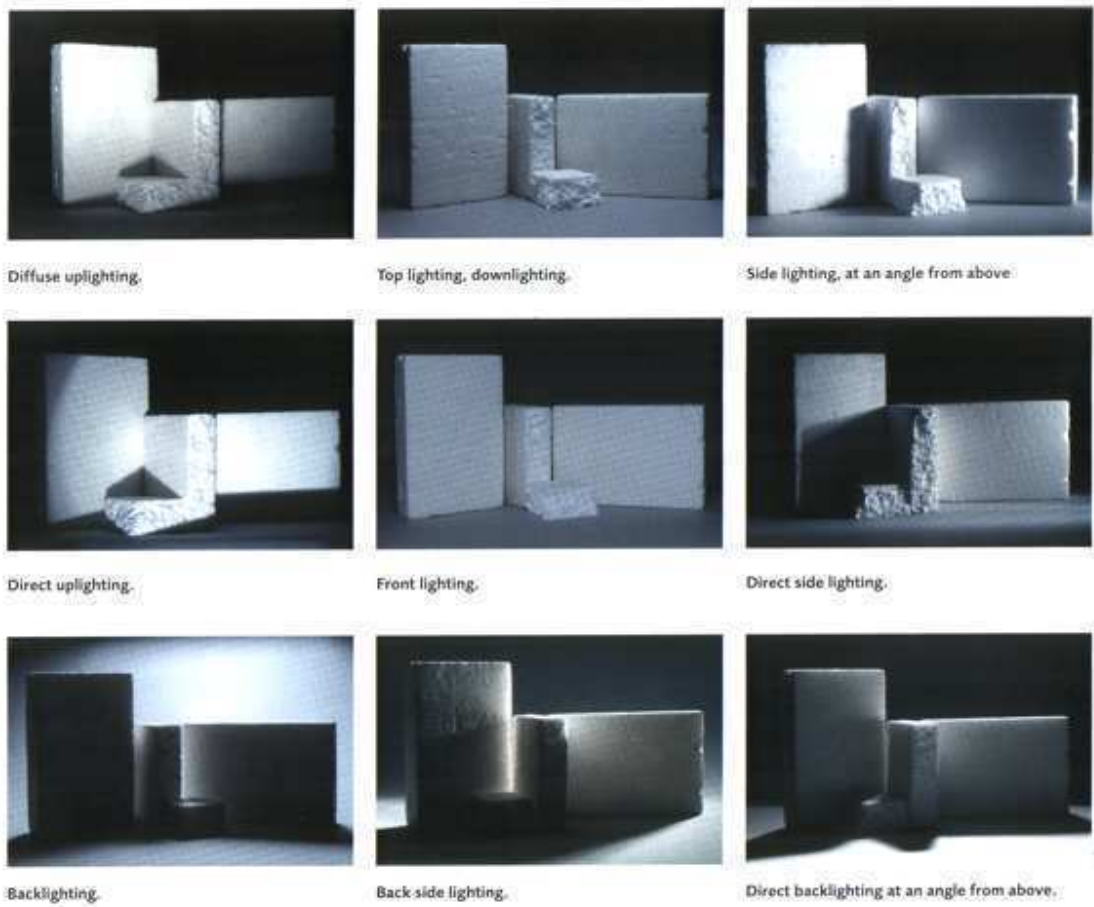 Diffuse uplighting.
Top lighting, downlighting.
Side lighting, at an angle from above
Direct uplighting.
Front lighting.
Direct side lighting.
Backlighting.
Back side lighting.
Direct backlighting at an angle from above.